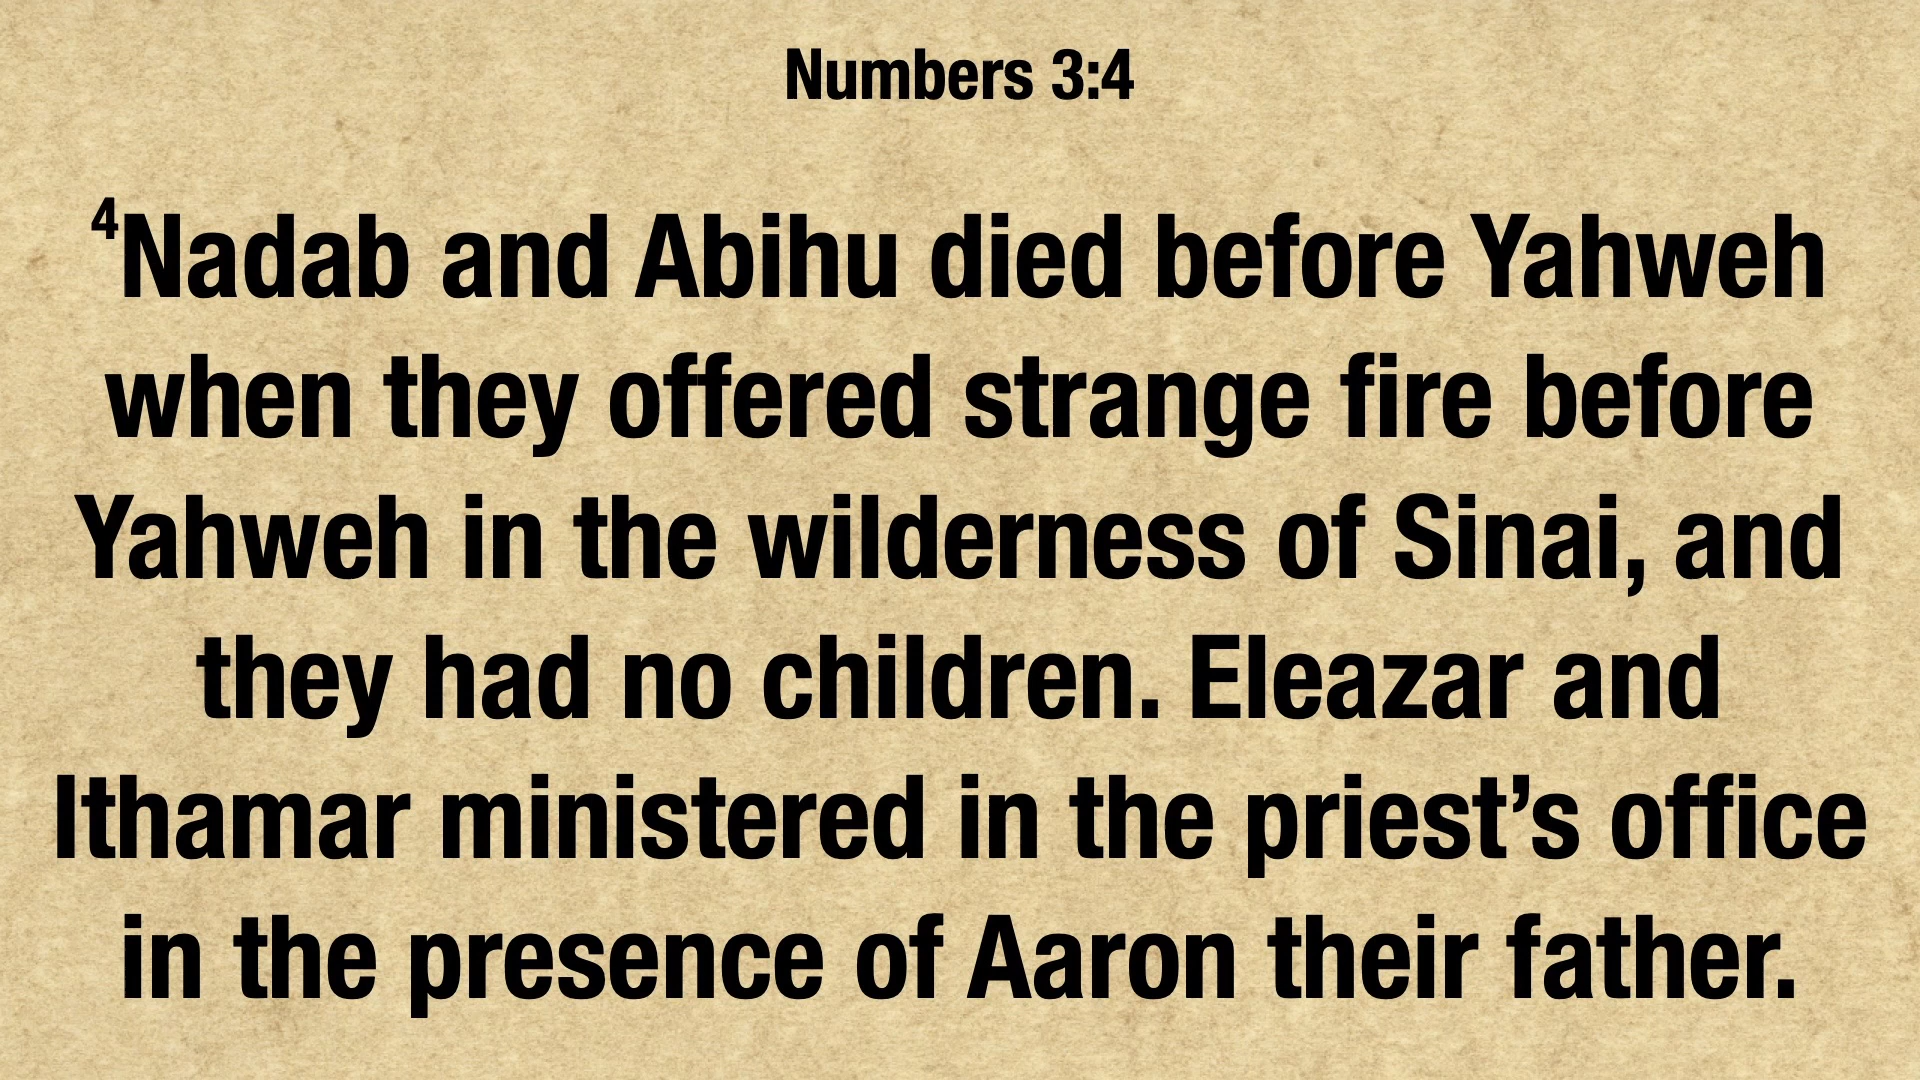 Numbers 3:4
⁴Nadab and Abihu died before Yahweh
when they offered strange fire before
Yahweh in the wilderness of Sinai, and
they had no children. Eleazar and
Ithamar ministered in the priest’s office
in the presence of Aaron their father.